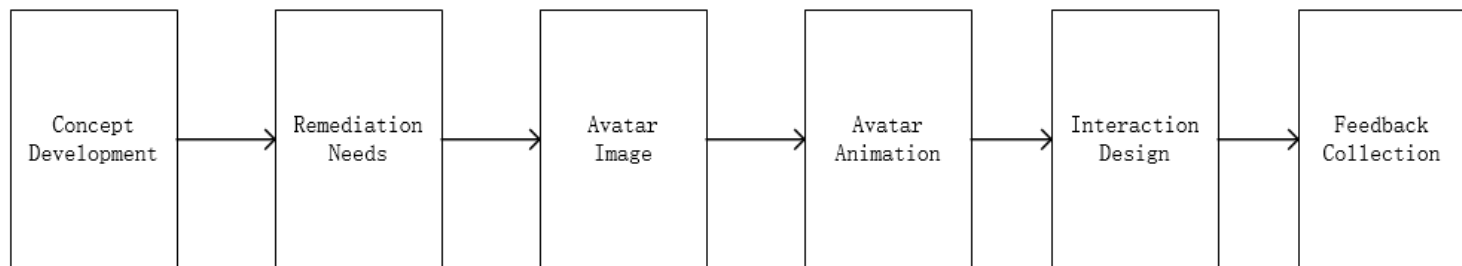 Concept
Development
Remediation
Needs
Avatar
Image
Avatar
Animation
Interaction
Design
Feedback
Collection